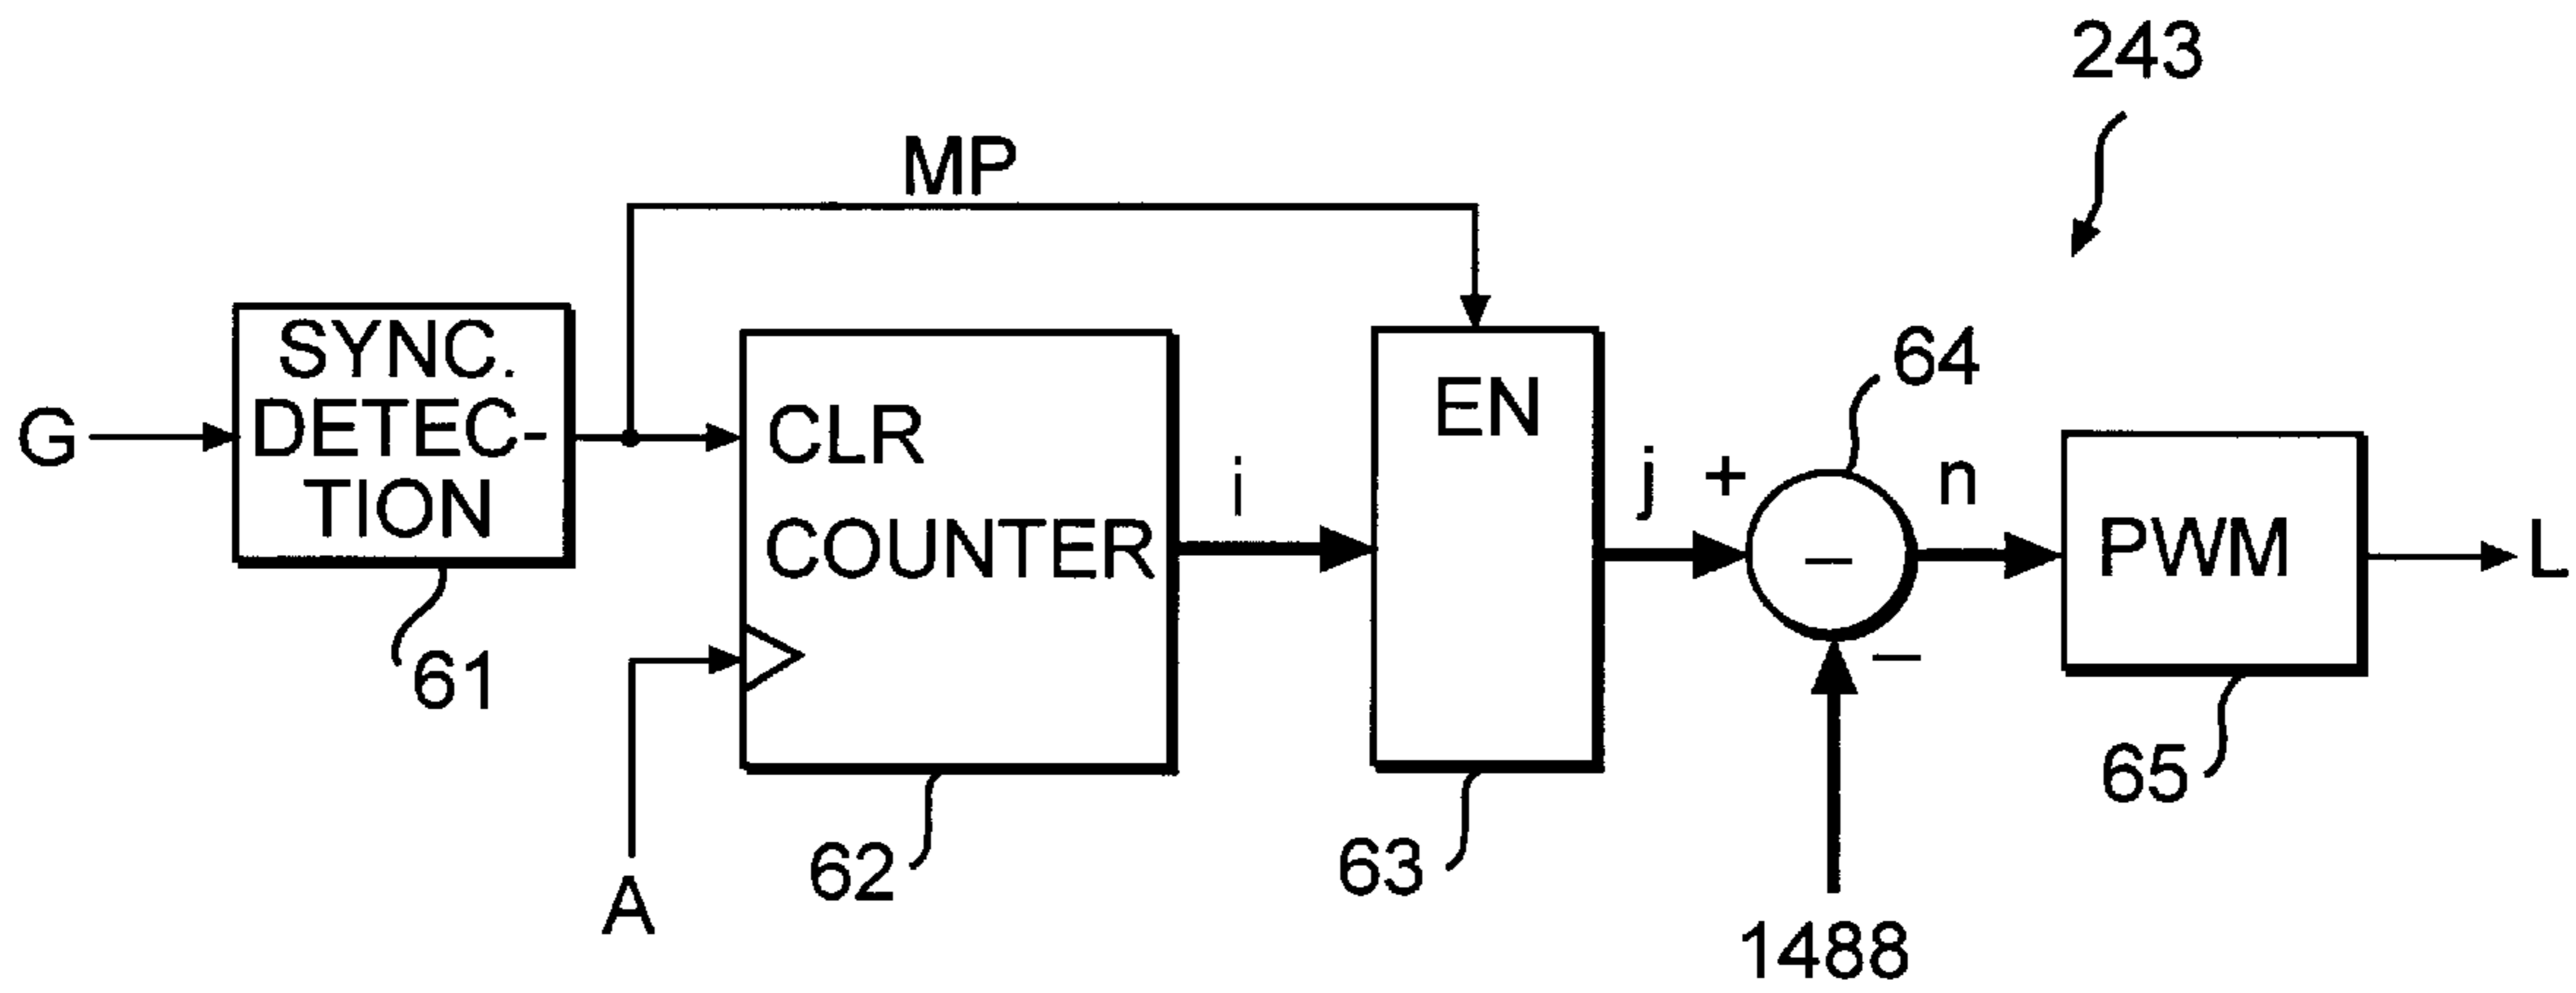 243
MP
SYNC.
DETEC-
TION
G
61
CLR
COUNTER
A
62
i
EN
63
j
+
64
n
–
–
1488
PWM
65
L